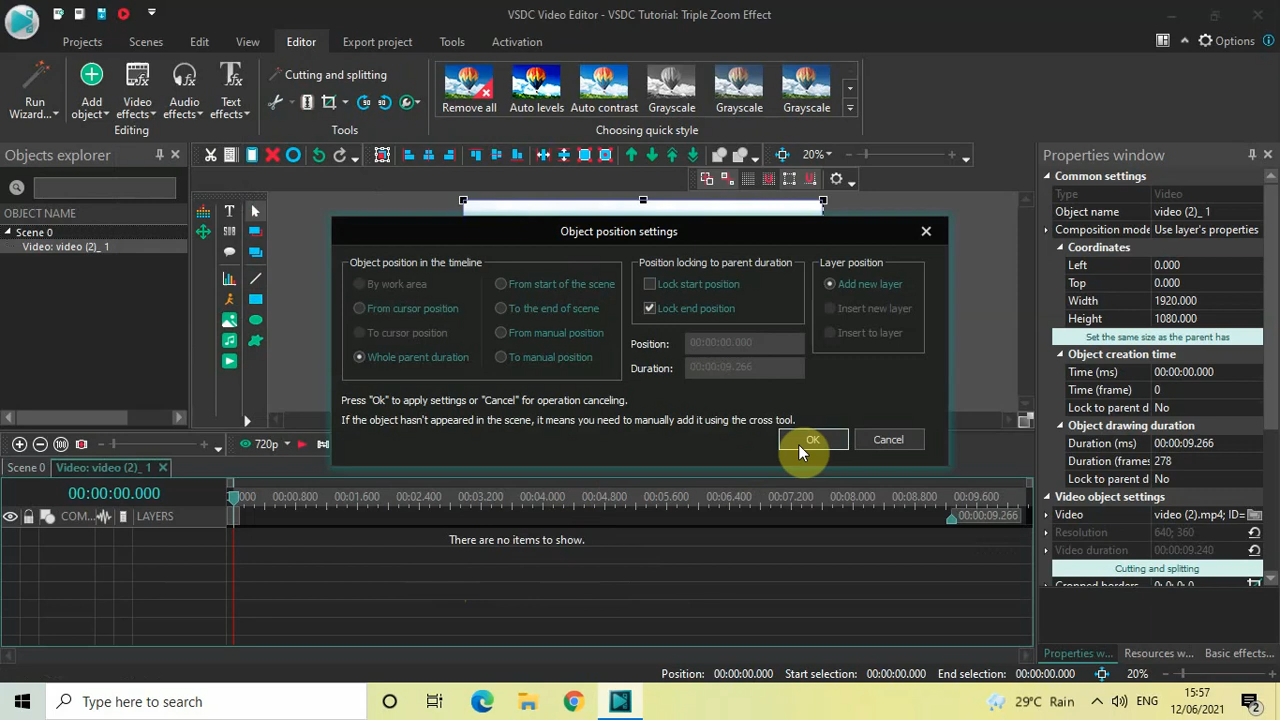 VSDC Video Editor - VSDC Tutorial: Triple Zoom Effect
Projects Scenes Edit View Editor Export project Tools Activation Options
Run Wizard... Add object Video effects Audio effects Text effects
Editing
Cutting and splitting
Tools
Remove all Auto levels Auto contrast Grayscale Grayscale Grayscale
Choosing quick style
Objects explorer
OBJECT NAME
Scene 0
Video: video (2)_ 1
20%
Object position settings
Object position in the timeline
By work area
From cursor position
To cursor position
Whole parent duration
From start of the scene
To the end of scene
From manual position
To manual position
Position locking to parent duration
Lock start position
Lock end position
Position: 00:00:00.000
Duration: 00:00:09.266
Layer position
Add new layer
Insert new layer
Insert to layer
Press "Ok" to apply settings or "Cancel" for operation canceling.
If the object hasn't appeared in the scene, it means you need to manually add it using the cross tool.
OK Cancel
Properties window
Common settings
Type Video
Object name video (2)_ 1
Composition mode Use layer's properties
Coordinates
Left 0.000
Top 0.000
Width 1920.000
Height 1080.000
Set the same size as the parent has
Object creation time
Time (ms) 00:00:00.000
Time (frame) 0
Lock to parent d No
Object drawing duration
Duration (ms) 00:00:09.266
Duration (frames 278
Lock to parent d No
Video object settings
Video video (2).mp4; ID=
Resolution 640; 360
Video duration 00:00:09.240
Cutting and splitting
Cropped borders 0; 0; 0; 0
Properties w... Resources w... Basic effects...
720p
Scene 0 Video: video (2)_ 1
00:00:00.000
000 00:00.800 00:01.600 00:02.400 00:03.200 00:04.000 00:04.800 00:05.600 00:06.400 00:07.200 00:08.000 00:08.800 00:09.600
COM... LAYERS
00:00:09.266
There are no items to show.
Position: 00:00:00.000 Start selection: 00:00:00.000 End selection: 00:00:00.000 20%
Type here to search
29°C Rain
ENG
15:57
12/06/2021
2